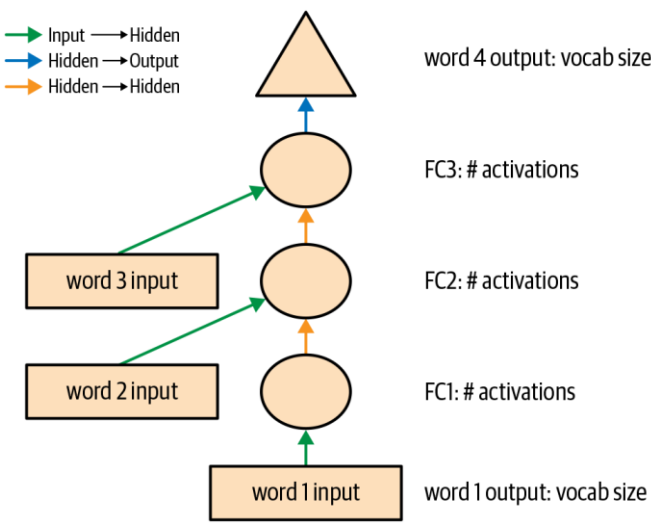 Input → Hidden
Hidden → Output
Hidden → Hidden
word 4 output: vocab size
FC3: # activations
word 3 input
FC2: # activations
word 2 input
FC1: # activations
word 1 input
word 1 output: vocab size